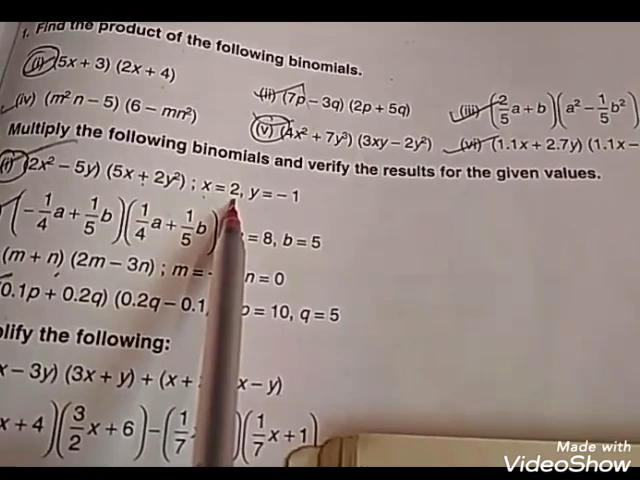 1. Find the product of the following binomials.
(i) (5x + 3) (2x + 4)
(ii) (7p – 3q) (2p + 5q)
(iii) (2/5 a + b)(a² – 1/5 b²)
(iv) (m²n – 5) (6 – mn²)
(v) (4x² + 7y²) (3xy – 2y²)
(vi) (1.1x + 2.7y) (1.1x –
Multiply the following binomials and verify the results for the given values.
(i) (2x² – 5y) (5x + 2y²) ; x = 2, y = – 1
(– 1/4 a + 1/5 b)(1/4 a + 1/5 b) = 8, b = 5
(m + n) (2m – 3n) ; m = n = 0
0.1p + 0.2q) (0.2q – 0.1 = 10, q = 5
plify the following:
x – 3y) (3x + y) + (x + x – y)
x + 4)(3/2 x + 6) – (1/7 )(1/7 x + 1)
Made with
VideoShow